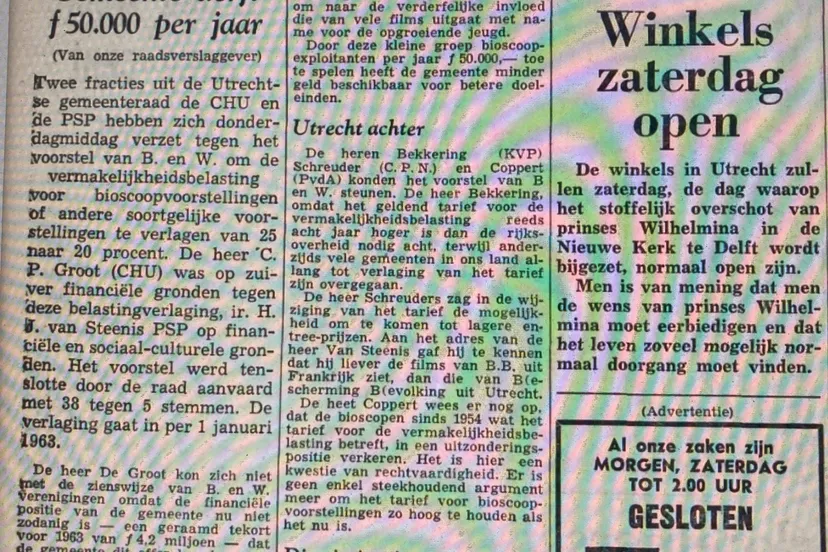 ƒ 50.000 per jaar
(Van onze raadsverslaggever)
Twee fracties uit de Utrecht-
se gemeenteraad de CHU en
de PSP hebben zich donder-
dagmiddag verzet tegen het
voorstel van B. en W. om de
vermakelijkheidsbelasting
voor bioscoopvoorstellingen
of andere soortgelijke voor-
stellingen te verlagen van 25
naar 20 procent. De heer C.
P. Groot (CHU) was op zui-
ver financiële gronden tegen
deze belastingverlaging, ir. H.
J. van Steenis PSP op finan-
ciële en sociaal-culturele gron-
den. Het voorstel werd ten-
slotte door de raad aanvaard
met 38 tegen 5 stemmen. De
verlaging gaat in per 1 januari
1963.
De heer De Groot kon zich niet
met de zienswijze van B. en W.
verenigingen omdat de financiële
positie van de gemeente nu niet
zodanig is — een geraamd tekort
voor 1963 van ƒ 4,2 miljoen — dat
de gemeente dit
om naar de verderfelijke invloed
die van vele films uitgaat met na-
me voor de opgroeiende jeugd.
Door deze kleine groep bioscoop-
exploitanten per jaar ƒ 50.000,— toe
te spelen heeft de gemeente minder
geld beschikbaar voor betere doel-
einden.
Utrecht achter
De heren Bekkering (KVP)
Schreuder (C.P.N.) en Coppert
(PvdA) konden het voorstel van B
en W. steunen. De heer Bekkering,
omdat het geldend tarief voor de
vermakelijkheidsbelasting reeds
acht jaar hoger is dan de rijks-
overheid nodig acht, terwijl ander-
zijds vele gemeenten in ons land al-
lang tot verlaging van het tarief
zijn overgegaan.
De heer Schreuders zag in de wij-
ziging van het tarief de mogelijk-
heid om te komen tot lagere en-
tree-prijzen. Aan het adres van de
heer Van Steenis gaf hij te kennen
dat hij liever de films van B.B. uit
Frankrijk ziet, dan die van B(e-
scherming B(evolking uit Utrecht.
De heet Coppert wees er nog op,
dat de bioscopen sinds 1954 wat het
tarief voor de vermakelijkheidsbe-
lasting betreft, in een uitzonderings-
positie verkeren. Het is hier een
kwestie van rechtvaardigheid. Er is
geen enkel steekhoudend argument
meer om het tarief voor bioscoop-
voorstellingen zo hoog te houden als
het nu is.
Winkels
zaterdag
open
De winkels in Utrecht zul-
len zaterdag, de dag waarop
het stoffelijk overschot van
prinses Wilhelmina in de
Nieuwe Kerk te Delft wordt
bijgezet, normaal open zijn.
Men is van mening dat men
de wens van prinses Wilhel-
mina moet eerbiedigen en dat
het leven zoveel mogelijk nor-
maal doorgang moet vinden.
(Advertentie)
Al onze zaken zijn
MORGEN, ZATERDAG
TOT 2.00 UUR
GESLOTEN